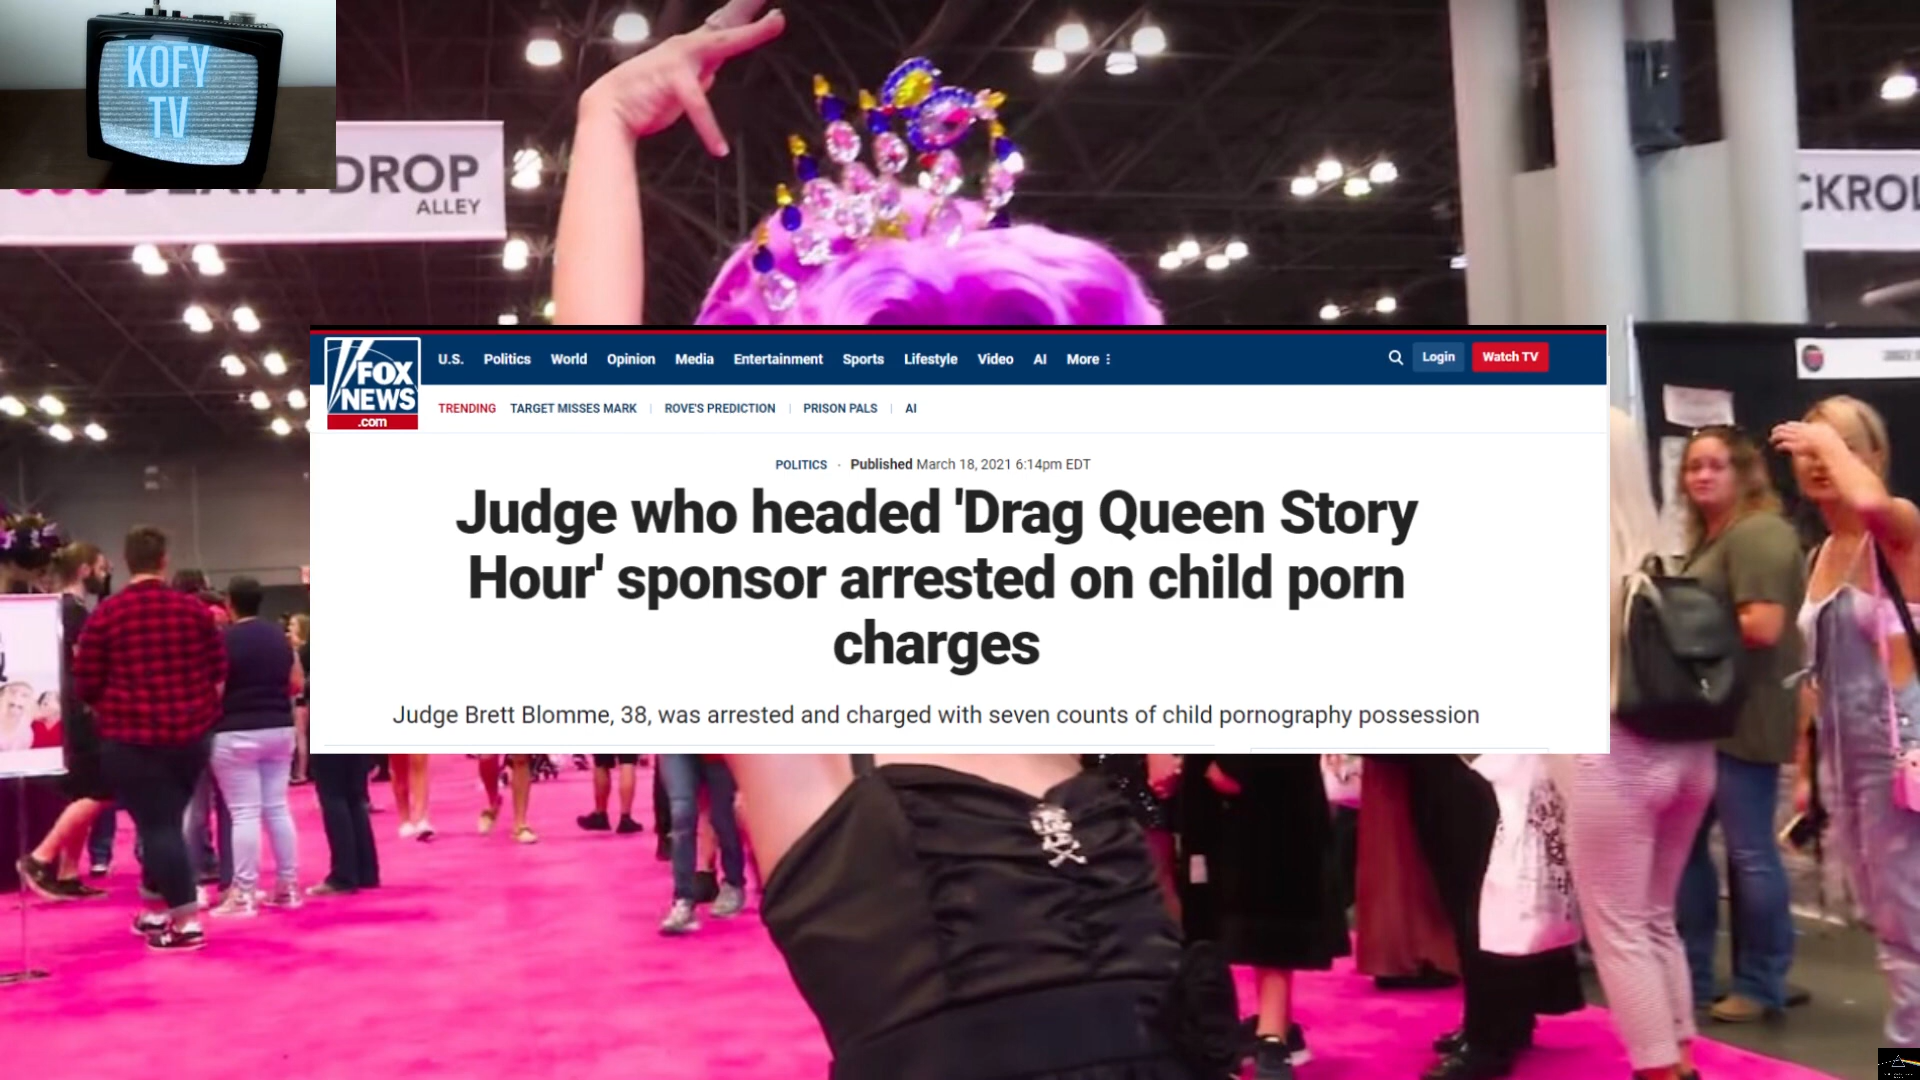 KOFY
TV
DROP
ALLEY
CKROL
FOX
NEWS
.com
U.S. Politics World Opinion Media Entertainment Sports Lifestyle Video AI More
Login Watch TV
TRENDING TARGET MISSES MARK ROVE'S PREDICTION PRISON PALS AI
POLITICS · Published March 18, 2021 6:14pm EDT
Judge who headed 'Drag Queen Story
Hour' sponsor arrested on child porn
charges
Judge Brett Blomme, 38, was arrested and charged with seven counts of child pornography possession